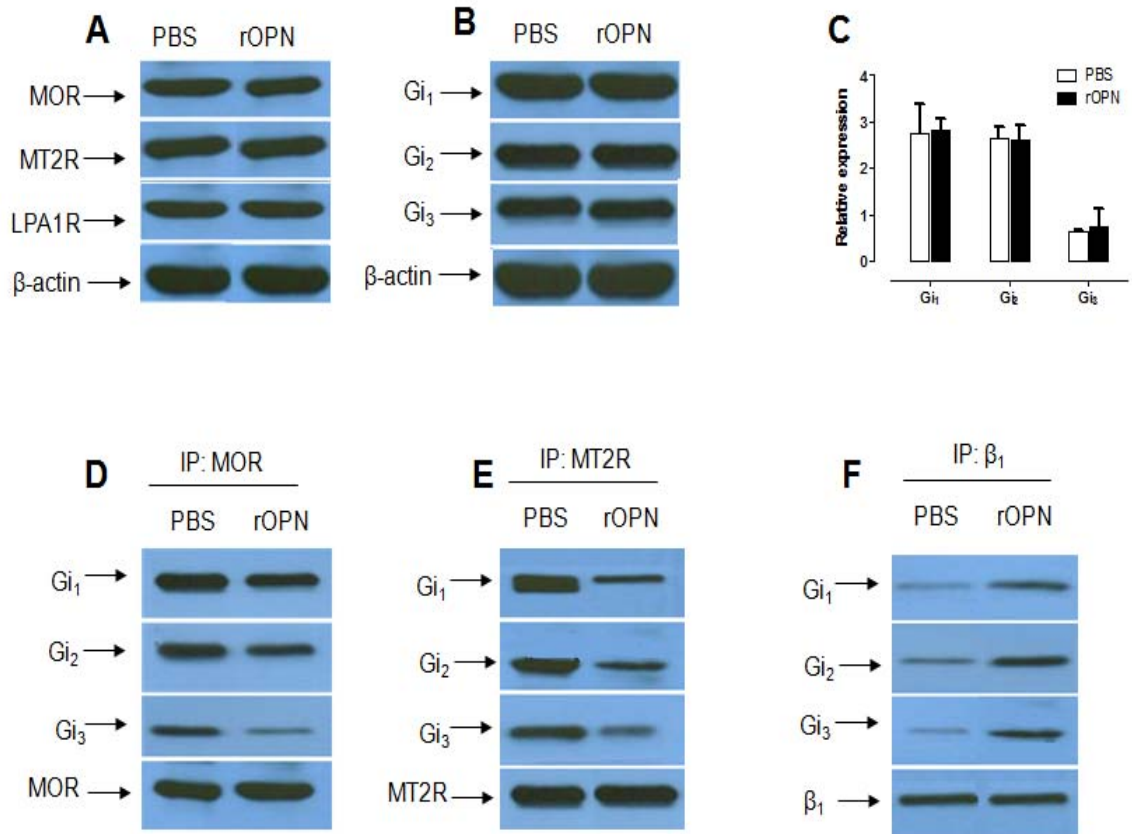 A
PBS rOPN
MOR
MT2R
LPA1R
β-actin
B
PBS rOPN
Gi₁
Gi₂
Gi₃
β-actin
C
PBS
rOPN
Relative expression
4
3
2
1
0
Gi₁ Gi₂ Gi₃
D
IP: MOR
PBS rOPN
Gi₁
Gi₂
Gi₃
MOR
E
IP: MT2R
PBS rOPN
Gi₁
Gi₂
Gi₃
MT2R
F
IP: β₁
PBS rOPN
Gi₁
Gi₂
Gi₃
β₁